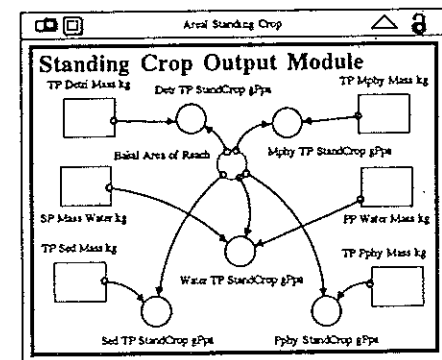 Areal Standing Crop
Standing Crop Output Module
TP Detri Mass kg
Detr TP StandCrop gPpa
TP Mphy Mass kg
Basal Area of Reach
Mphy TP StandCrop gPpa
SP Mass Water kg
PP Water Mass kg
TP Sed Mass kg
Water TP StandCrop gPpa
TP Pphy Mass kg
Sed TP StandCrop gPpa
Pphy StandCrop gPpa